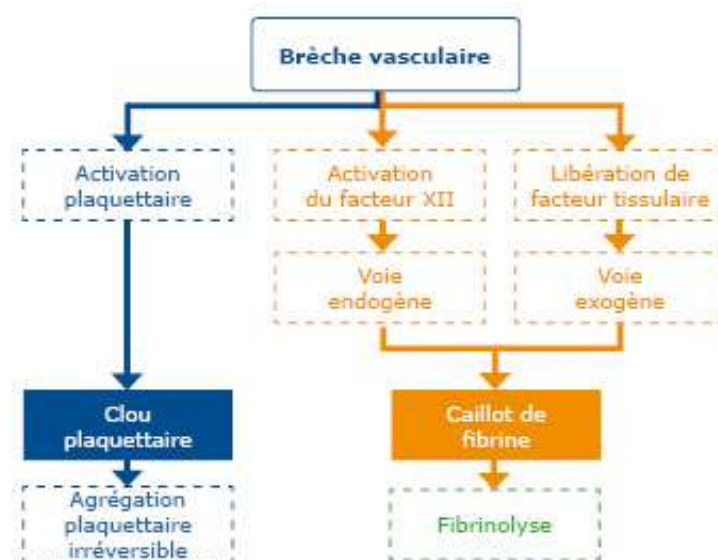 Brèche vasculaire
Activation
plaquettaire
Activation
du facteur XII
Libération de
facteur tissulaire
Voie
endogène
Voie
exogène
Clou
plaquettaire
Caillot de
fibrine
Agrégation
plaquettaire
irréversible
Fibrinolyse